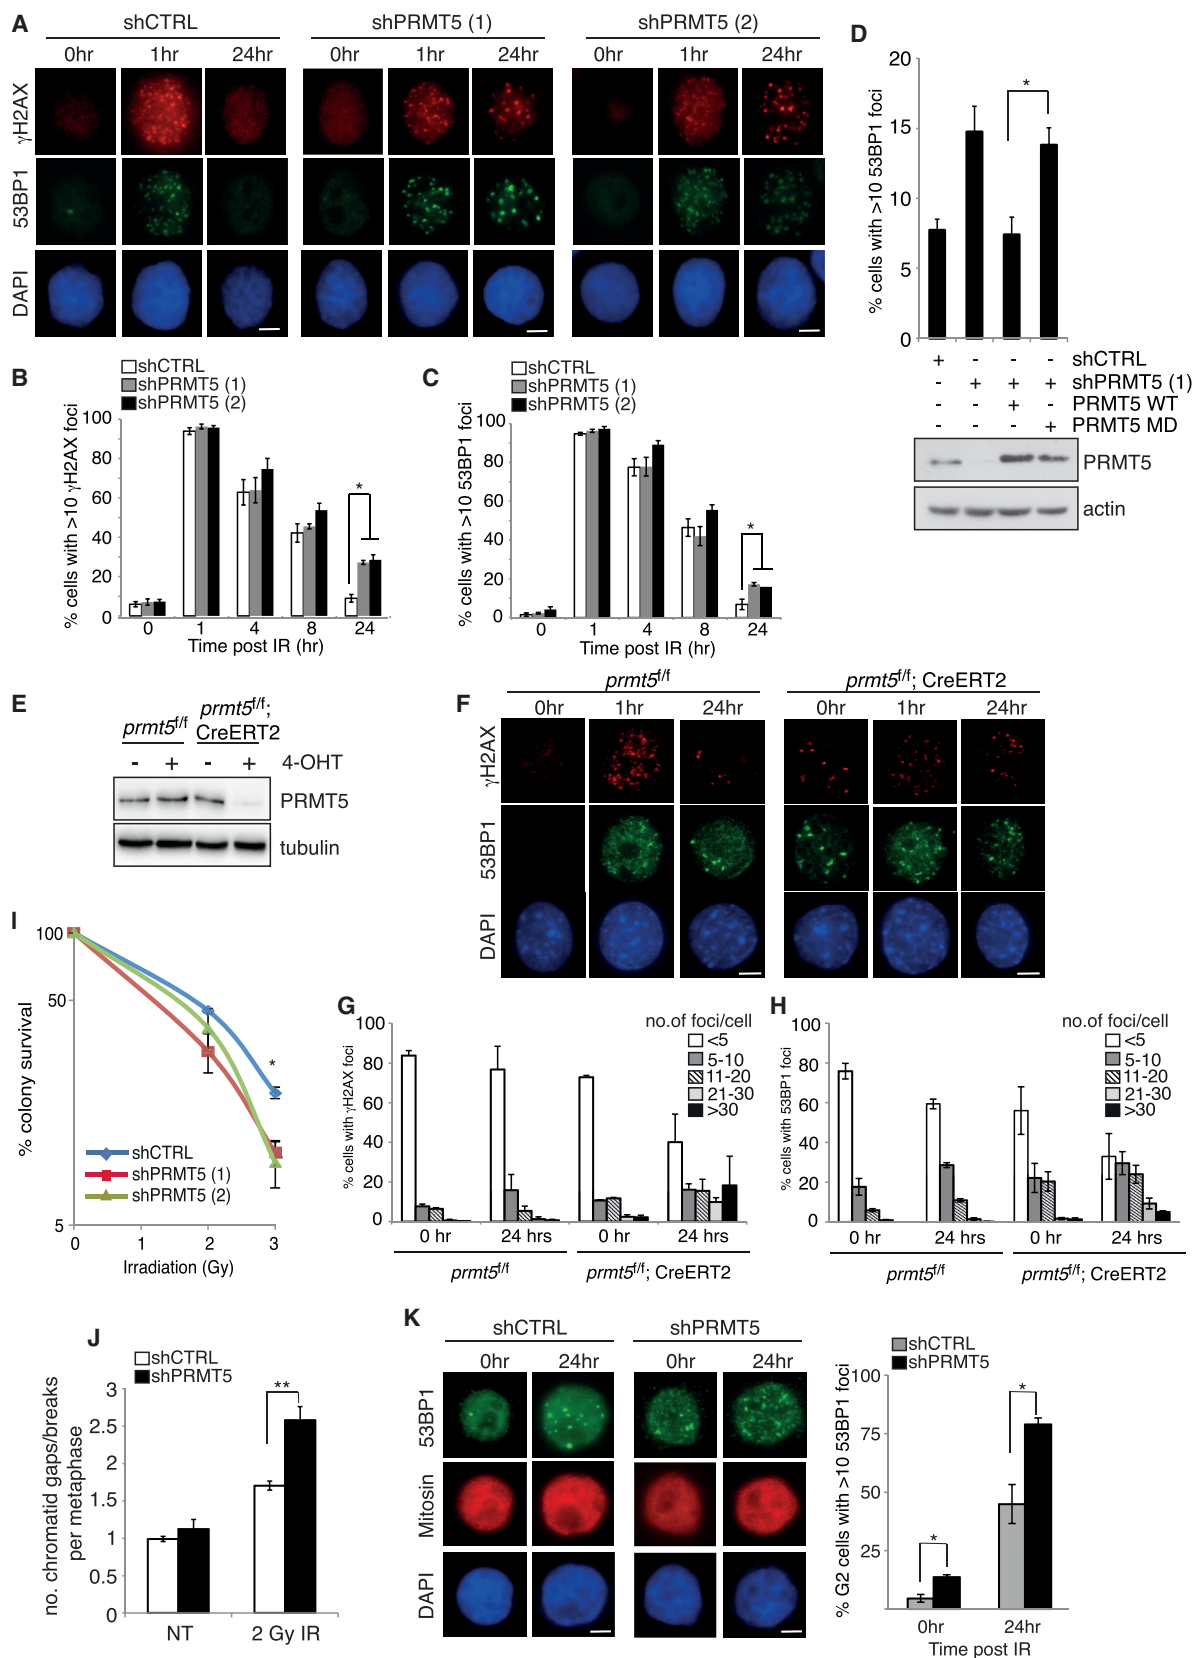 A
shCTRL
shPRMT5 (1)
shPRMT5 (2)
0hr 1hr 24hr
0hr 1hr 24hr
0hr 1hr 24hr
γH2AX
53BP1
DAPI
D
% cells with >10 53BP1 foci
20
15
10
5
0
*
+ - - - shCTRL
- + + + shPRMT5 (1)
- - + - PRMT5 WT
- - - + PRMT5 MD
PRMT5
actin
B
shCTRL
shPRMT5 (1)
shPRMT5 (2)
% cells with >10 γH2AX foci
100
80
60
40
20
0
*
0 1 4 8 24
Time post IR (hr)
C
shCTRL
shPRMT5 (1)
shPRMT5 (2)
% cells with >10 53BP1 foci
100
80
60
40
20
0
*
0 1 4 8 24
Time post IR (hr)
E
prmt5f/f
prmt5f/f;
CreERT2
- + - + 4-OHT
PRMT5
tubulin
F
prmt5f/f
prmt5f/f; CreERT2
0hr 1hr 24hr
0hr 1hr 24hr
γH2AX
53BP1
DAPI
I
% colony survival
100
50
5
*
shCTRL
shPRMT5 (1)
shPRMT5 (2)
0 1 2 3
Irradiation (Gy)
G
% cells with γH2AX foci
100
80
60
40
20
0
no.of foci/cell
<5
5-10
11-20
21-30
>30
0 hr 24 hrs 0 hr 24 hrs
prmt5f/f
prmt5f/f; CreERT2
H
% cells with 53BP1 foci
100
80
60
40
20
0
no.of foci/cell
<5
5-10
11-20
21-30
>30
0 hr 24 hrs 0 hr 24 hrs
prmt5f/f
prmt5f/f; CreERT2
J
shCTRL
shPRMT5
no. chromatid gaps/breaks
per metaphase
3
2.5
2
1.5
1
0.5
0
**
NT 2 Gy IR
K
shCTRL
shPRMT5
0hr 24hr
0hr 24hr
53BP1
Mitosin
DAPI
shCTRL
shPRMT5
% G2 cells with >10 53BP1 foci
100
75
50
25
*
*
0hr 24hr
Time post IR